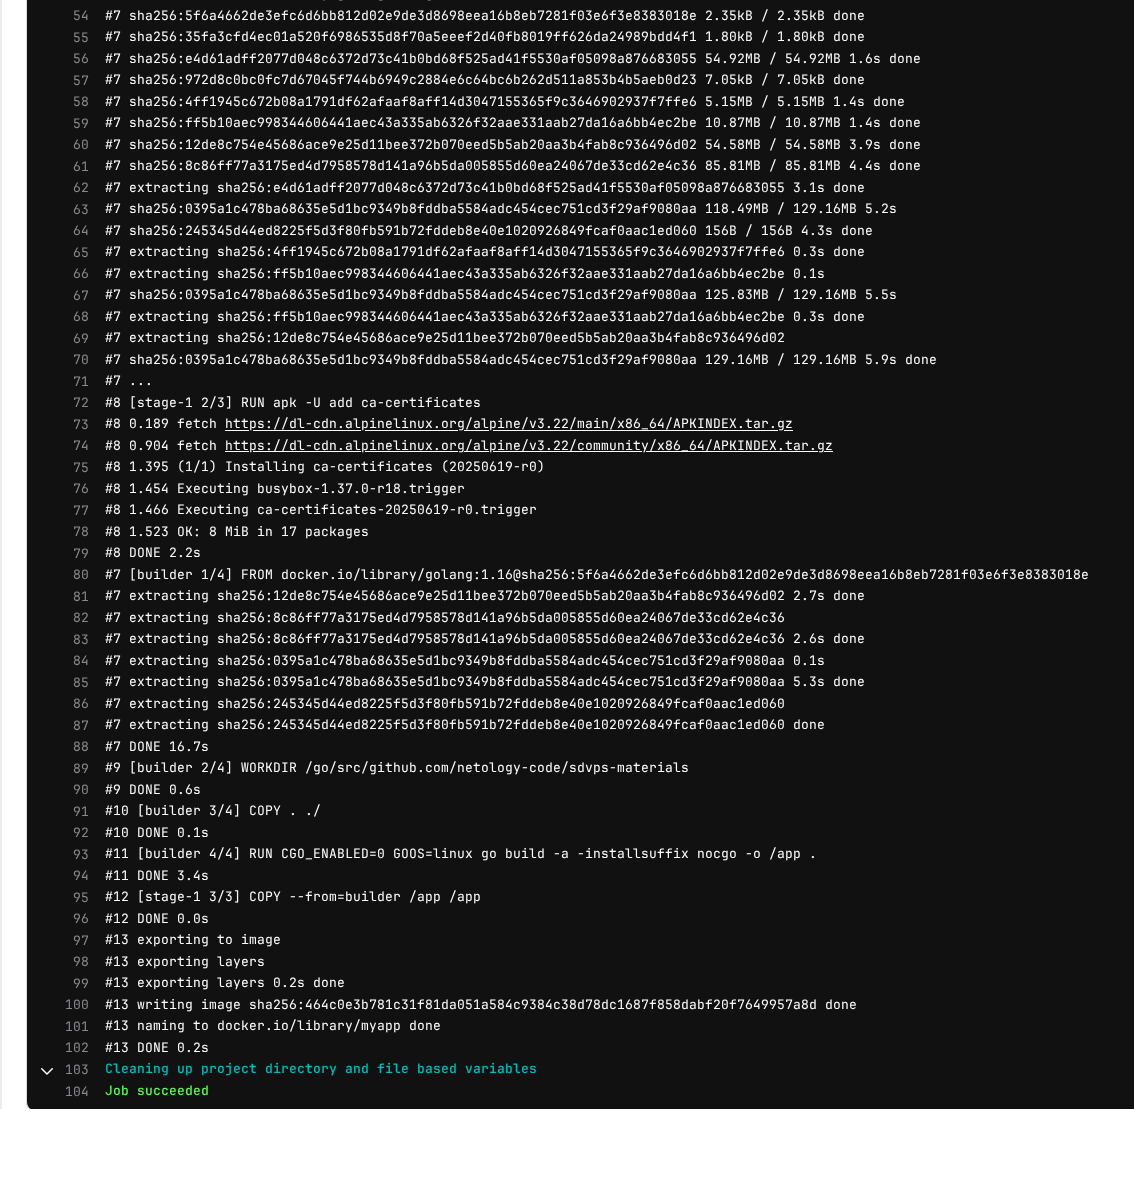 54 #7 sha256:5f6a4662de3efc6d6bb812d02e9de3d8698eea16b8eb7281f03e6f3e8383018e 2.35kB / 2.35kB done
55 #7 sha256:35fa3cfd4ec01a520f6986535d8f70a5eeef2d40fb8019ff626da24989bdd4f1 1.80kB / 1.80kB done
56 #7 sha256:e4d61adff2077d048c6372d73c41b0bd68f525ad41f5530af05098a876683055 54.92MB / 54.92MB 1.6s done
57 #7 sha256:972d8c0bc0fc7d67045f744b6949c2884e6c64bc6b262d511a853b4b5aeb0d23 7.05kB / 7.05kB done
58 #7 sha256:4ff1945c672b08a1791df62afaaf8aff14d3047155365f9c3646902937f7ffe6 5.15MB / 5.15MB 1.4s done
59 #7 sha256:ff5b10aec998344606441aec43a335ab6326f32aae331aab27da16a6bb4ec2be 10.87MB / 10.87MB 1.4s done
60 #7 sha256:12de8c754e45686ace9e25d11bee372b070eed5b5ab20aa3b4fab8c936496d02 54.58MB / 54.58MB 3.9s done
61 #7 sha256:8c86ff77a3175ed4d7958578d141a96b5da005855d60ea24067de33cd62e4c36 85.81MB / 85.81MB 4.4s done
62 #7 extracting sha256:e4d61adff2077d048c6372d73c41b0bd68f525ad41f5530af05098a876683055 3.1s done
63 #7 sha256:0395a1c478ba68635e5d1bc9349b8fddba5584adc454cec751cd3f29af9080aa 118.49MB / 129.16MB 5.2s
64 #7 sha256:245345d44ed8225f5d3f80fb591b72fddeb8e40e1020926849fcaf0aac1ed060 156B / 156B 4.3s done
65 #7 extracting sha256:4ff1945c672b08a1791df62afaaf8aff14d3047155365f9c3646902937f7ffe6 0.3s done
66 #7 extracting sha256:ff5b10aec998344606441aec43a335ab6326f32aae331aab27da16a6bb4ec2be 0.1s
67 #7 sha256:0395a1c478ba68635e5d1bc9349b8fddba5584adc454cec751cd3f29af9080aa 125.83MB / 129.16MB 5.5s
68 #7 extracting sha256:ff5b10aec998344606441aec43a335ab6326f32aae331aab27da16a6bb4ec2be 0.3s done
69 #7 extracting sha256:12de8c754e45686ace9e25d11bee372b070eed5b5ab20aa3b4fab8c936496d02
70 #7 sha256:0395a1c478ba68635e5d1bc9349b8fddba5584adc454cec751cd3f29af9080aa 129.16MB / 129.16MB 5.9s done
71 #7 ...
72 #8 [stage-1 2/3] RUN apk -U add ca-certificates
73 #8 0.189 fetch https://dl-cdn.alpinelinux.org/alpine/v3.22/main/x86_64/APKINDEX.tar.gz
74 #8 0.904 fetch https://dl-cdn.alpinelinux.org/alpine/v3.22/community/x86_64/APKINDEX.tar.gz
75 #8 1.395 (1/1) Installing ca-certificates (20250619-r0)
76 #8 1.454 Executing busybox-1.37.0-r18.trigger
77 #8 1.466 Executing ca-certificates-20250619-r0.trigger
78 #8 1.523 OK: 8 MiB in 17 packages
79 #8 DONE 2.2s
80 #7 [builder 1/4] FROM docker.io/library/golang:1.16@sha256:5f6a4662de3efc6d6bb812d02e9de3d8698eea16b8eb7281f03e6f3e8383018e
81 #7 extracting sha256:12de8c754e45686ace9e25d11bee372b070eed5b5ab20aa3b4fab8c936496d02 2.7s done
82 #7 extracting sha256:8c86ff77a3175ed4d7958578d141a96b5da005855d60ea24067de33cd62e4c36
83 #7 extracting sha256:8c86ff77a3175ed4d7958578d141a96b5da005855d60ea24067de33cd62e4c36 2.6s done
84 #7 extracting sha256:0395a1c478ba68635e5d1bc9349b8fddba5584adc454cec751cd3f29af9080aa 0.1s
85 #7 extracting sha256:0395a1c478ba68635e5d1bc9349b8fddba5584adc454cec751cd3f29af9080aa 5.3s done
86 #7 extracting sha256:245345d44ed8225f5d3f80fb591b72fddeb8e40e1020926849fcaf0aac1ed060
87 #7 extracting sha256:245345d44ed8225f5d3f80fb591b72fddeb8e40e1020926849fcaf0aac1ed060 done
88 #7 DONE 16.7s
89 #9 [builder 2/4] WORKDIR /go/src/github.com/netology-code/sdvps-materials
90 #9 DONE 0.6s
91 #10 [builder 3/4] COPY . ./
92 #10 DONE 0.1s
93 #11 [builder 4/4] RUN CGO_ENABLED=0 GOOS=linux go build -a -installsuffix nocgo -o /app .
94 #11 DONE 3.4s
95 #12 [stage-1 3/3] COPY --from=builder /app /app
96 #12 DONE 0.0s
97 #13 exporting to image
98 #13 exporting layers
99 #13 exporting layers 0.2s done
100 #13 writing image sha256:464c0e3b781c31f81da051a584c9384c38d78dc1687f858dabf20f7649957a8d done
101 #13 naming to docker.io/library/myapp done
102 #13 DONE 0.2s
103 Cleaning up project directory and file based variables
104 Job succeeded